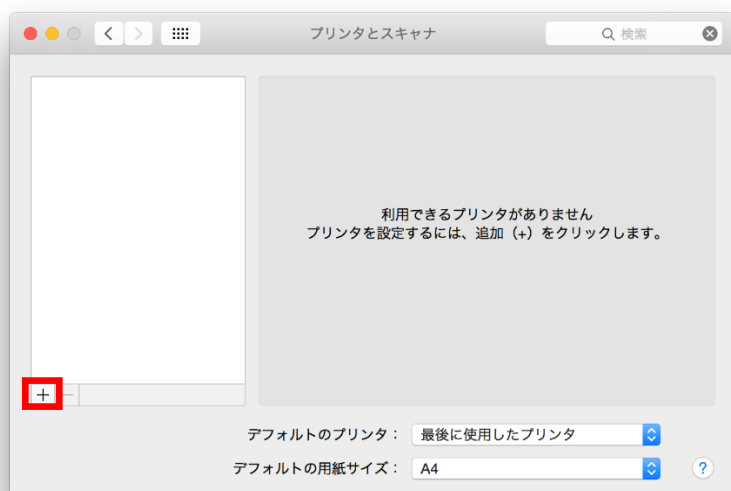 プリンタとスキャナ
検索
利用できるプリンタがありません
プリンタを設定するには、追加（+）をクリックします。
+ −
デフォルトのプリンタ： 最後に使用したプリンタ
デフォルトの用紙サイズ： A4
?